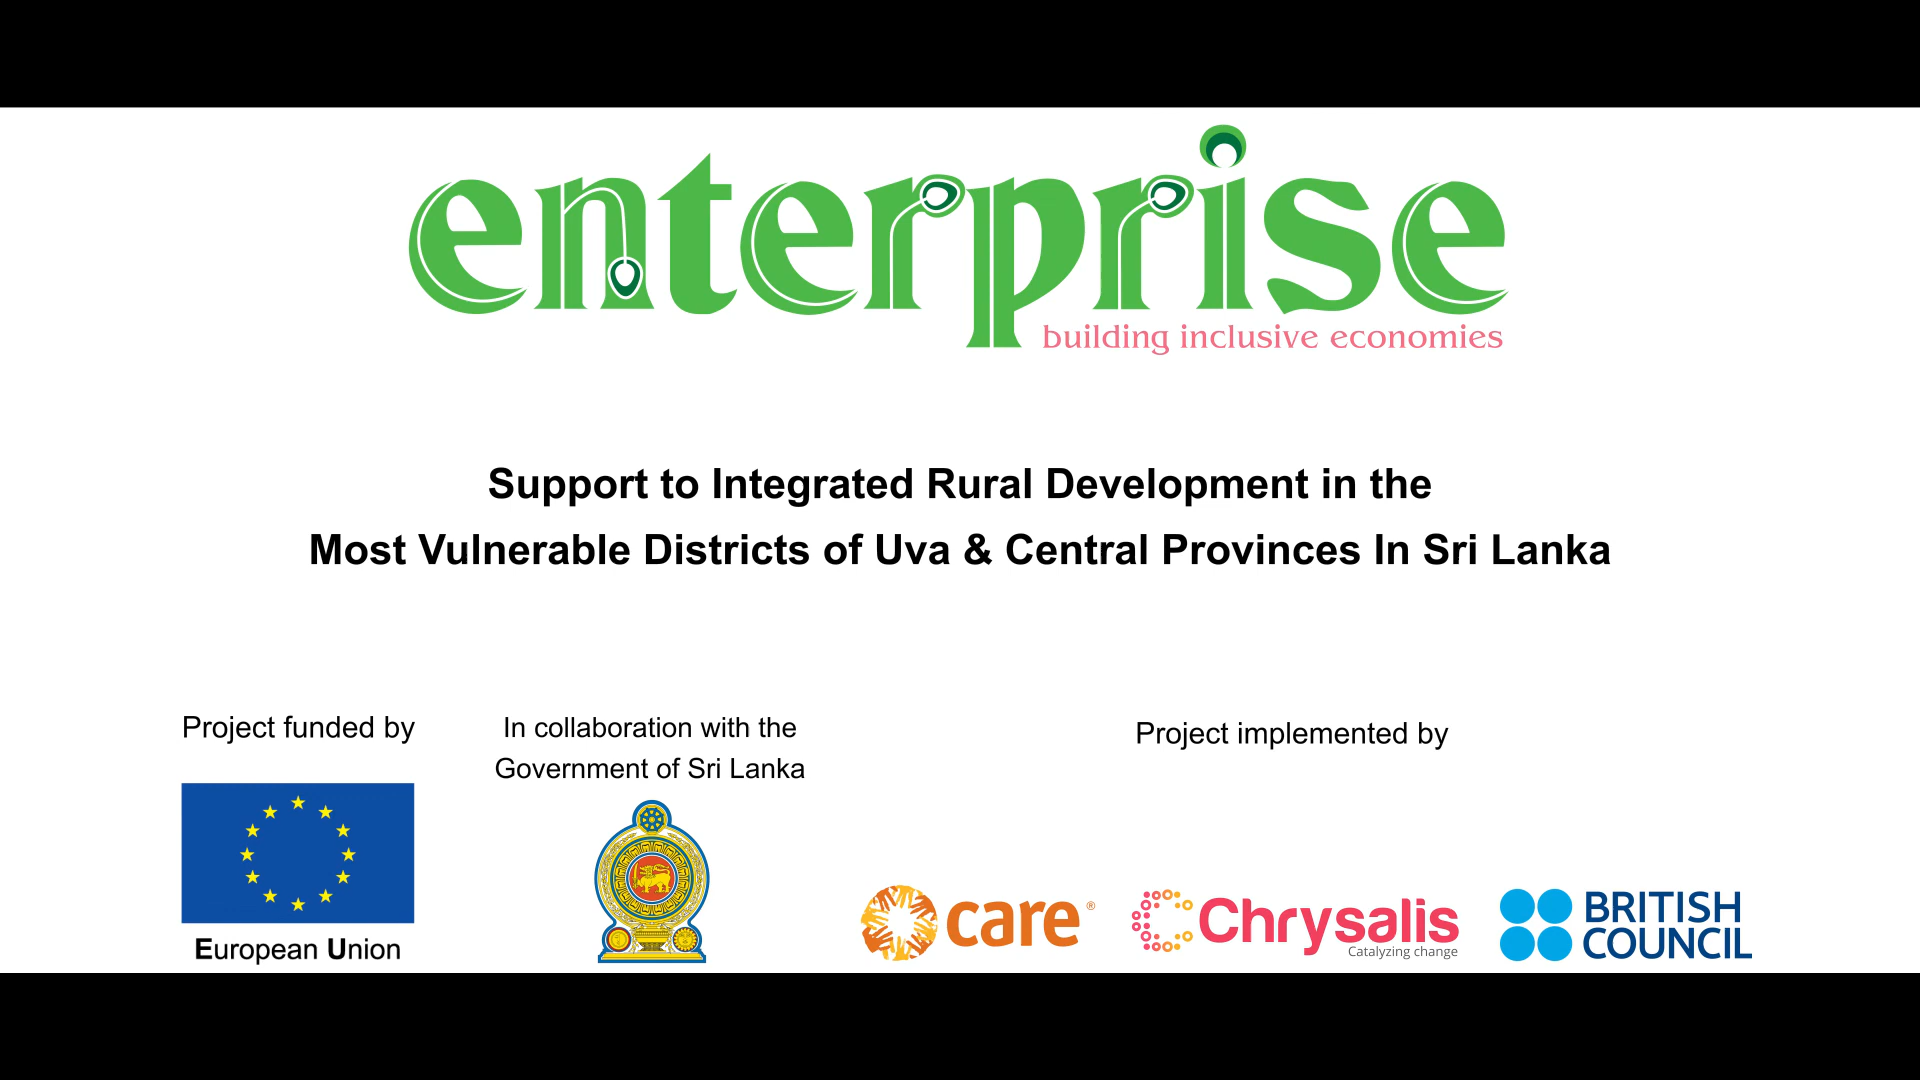 enterprise
building inclusive economies
Support to Integrated Rural Development in the
Most Vulnerable Districts of Uva & Central Provinces In Sri Lanka
Project funded by
European Union
In collaboration with the
Government of Sri Lanka
Project implemented by
care®
Chrysalis
Catalyzing change
BRITISH
COUNCIL